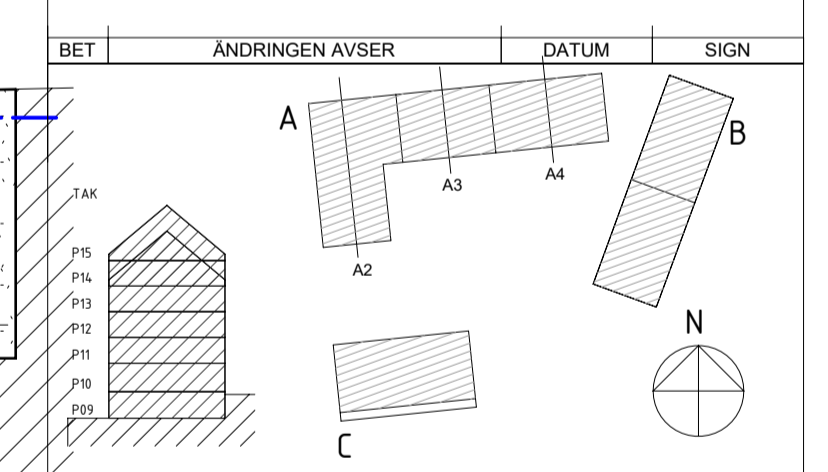 BET ÄNDRINGEN AVSER DATUM SIGN
A
B
A3
A4
A2
TAK
P15
P14
P13
P12
P11
P10
P09
N
C